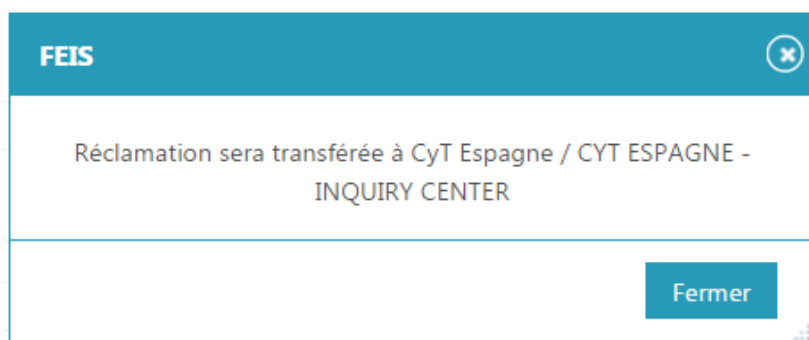 FEIS
Réclamation sera transférée à CyT Espagne / CYT ESPAGNE -
INQUIRY CENTER
Fermer